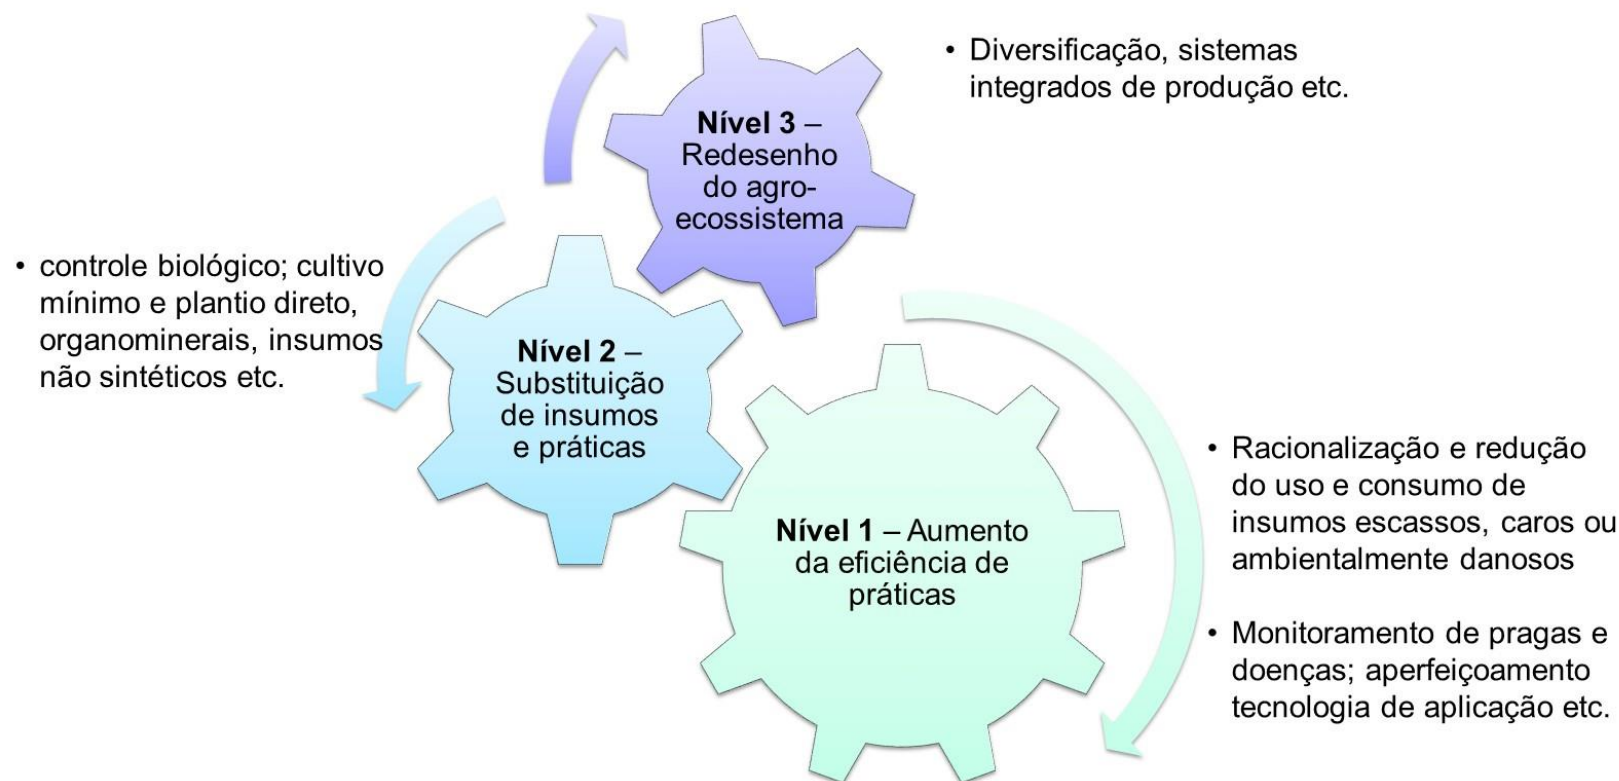 • Diversificação, sistemas
integrados de produção etc.
Nível 3 –
Redesenho
do agro-
ecossistema
• controle biológico; cultivo
mínimo e plantio direto,
organominerais, insumos
não sintéticos etc.
Nível 2 –
Substituição
de insumos
e práticas
Nível 1 – Aumento
da eficiência de
práticas
• Racionalização e redução
do uso e consumo de
insumos escassos, caros ou
ambientalmente danosos
• Monitoramento de pragas e
doenças; aperfeiçoamento
tecnologia de aplicação etc.